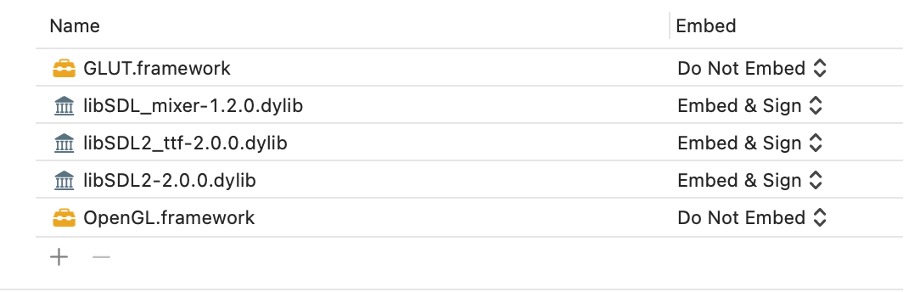 Name Embed
GLUT.framework Do Not Embed
libSDL_mixer-1.2.0.dylib Embed & Sign
libSDL2_ttf-2.0.0.dylib Embed & Sign
libSDL2-2.0.0.dylib Embed & Sign
OpenGL.framework Do Not Embed